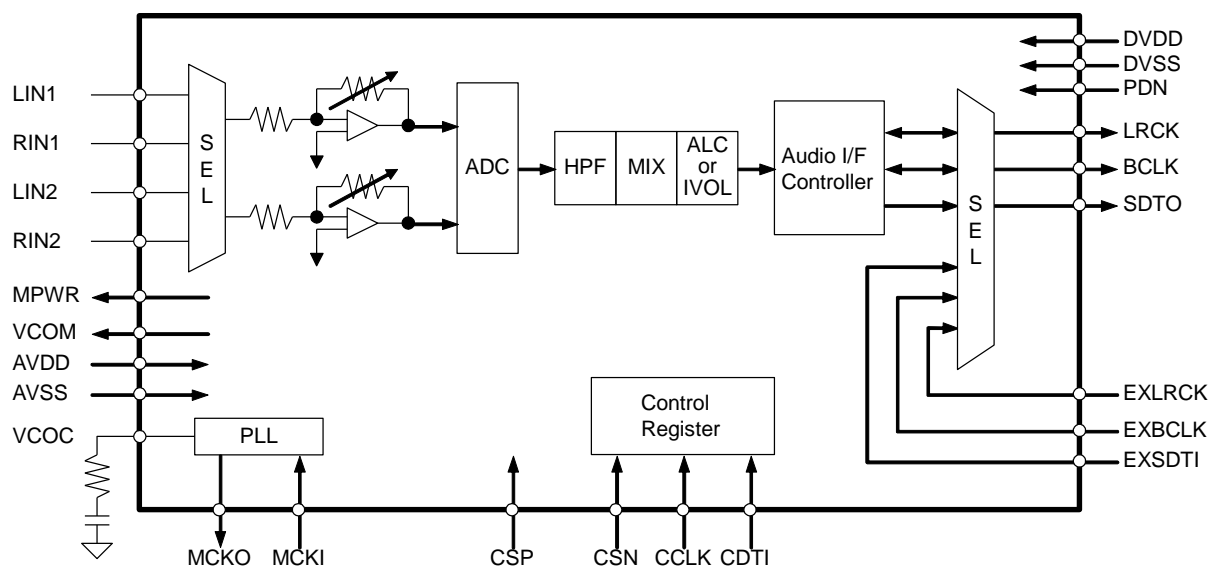 LIN1
RIN1
LIN2
RIN2
MPWR
VCOM
AVDD
AVSS
VCOC
S
E
L
ADC
HPF
MIX
ALC
or
IVOL
Audio I/F
Controller
S
E
L
DVDD
DVSS
PDN
LRCK
BCLK
SDTO
EXLRCK
EXBCLK
EXSDTI
PLL
Control
Register
MCKO
MCKI
CSP
CSN
CCLK
CDTI